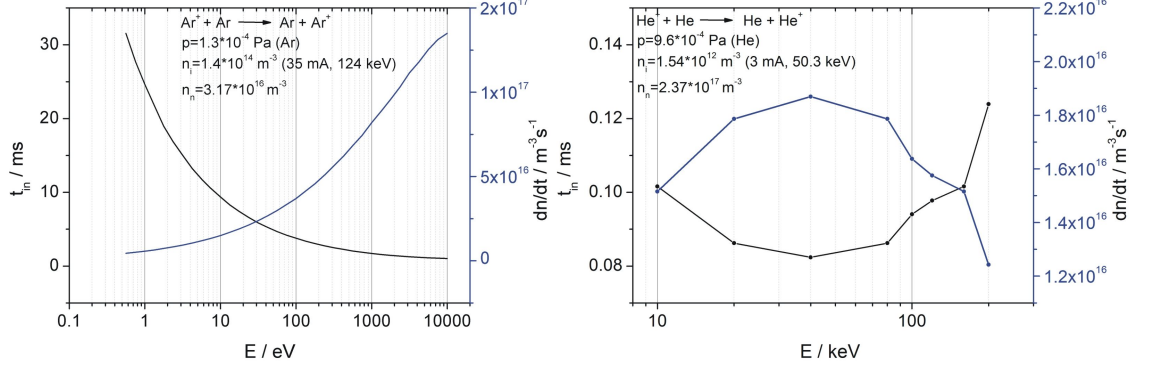 Ar⁺ + Ar ⟶ Ar + Ar⁺
p=1.3*10⁻⁴ Pa (Ar)
nᵢ=1.4*10¹⁴ m⁻³ (35 mA, 124 keV)
nₙ=3.17*10¹⁶ m⁻³
30
20
10
0
tᵢₙ / ms
2x10¹⁷
1x10¹⁷
5x10¹⁶
0
dn/dt / m⁻³s⁻¹
0.1 1 10 100 1000 10000
E / eV
He⁺ + He ⟶ He + He⁺
p=9.6*10⁻⁴ Pa (He)
nᵢ=1.54*10¹² m⁻³ (3 mA, 50.3 keV)
nₙ=2.37*10¹⁷ m⁻³
0.14
0.12
0.10
0.08
tᵢₙ / ms
2.2x10¹⁶
2.0x10¹⁶
1.8x10¹⁶
1.6x10¹⁶
1.4x10¹⁶
1.2x10¹⁶
dn/dt / m⁻³s⁻¹
10 100
E / keV